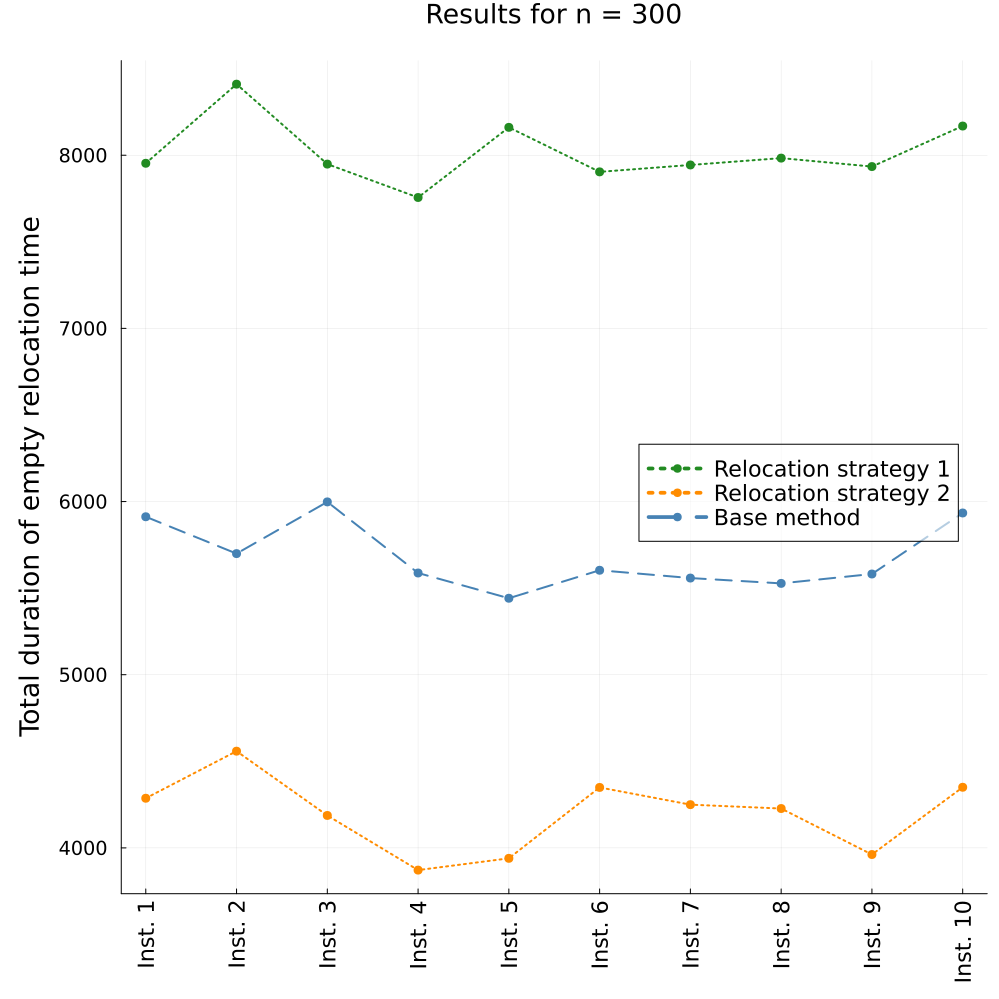 Results for n = 300
Total duration of empty relocation time
8000
7000
6000
5000
4000
Relocation strategy 1
Relocation strategy 2
Base method
Inst. 1
Inst. 2
Inst. 3
Inst. 4
Inst. 5
Inst. 6
Inst. 7
Inst. 8
Inst. 9
Inst. 10